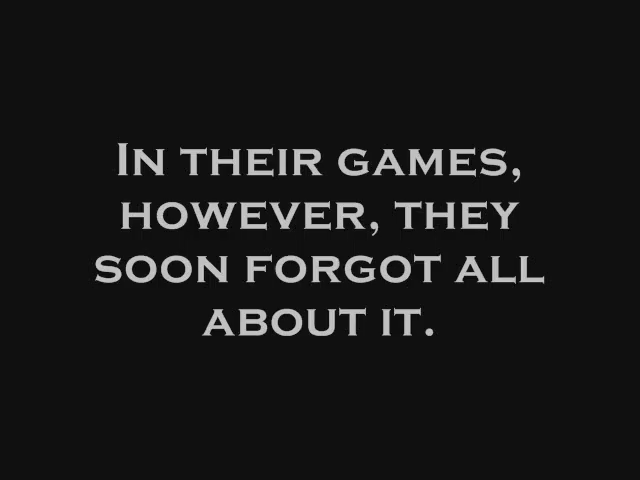 In their games,
however, they
soon forgot all
about it.